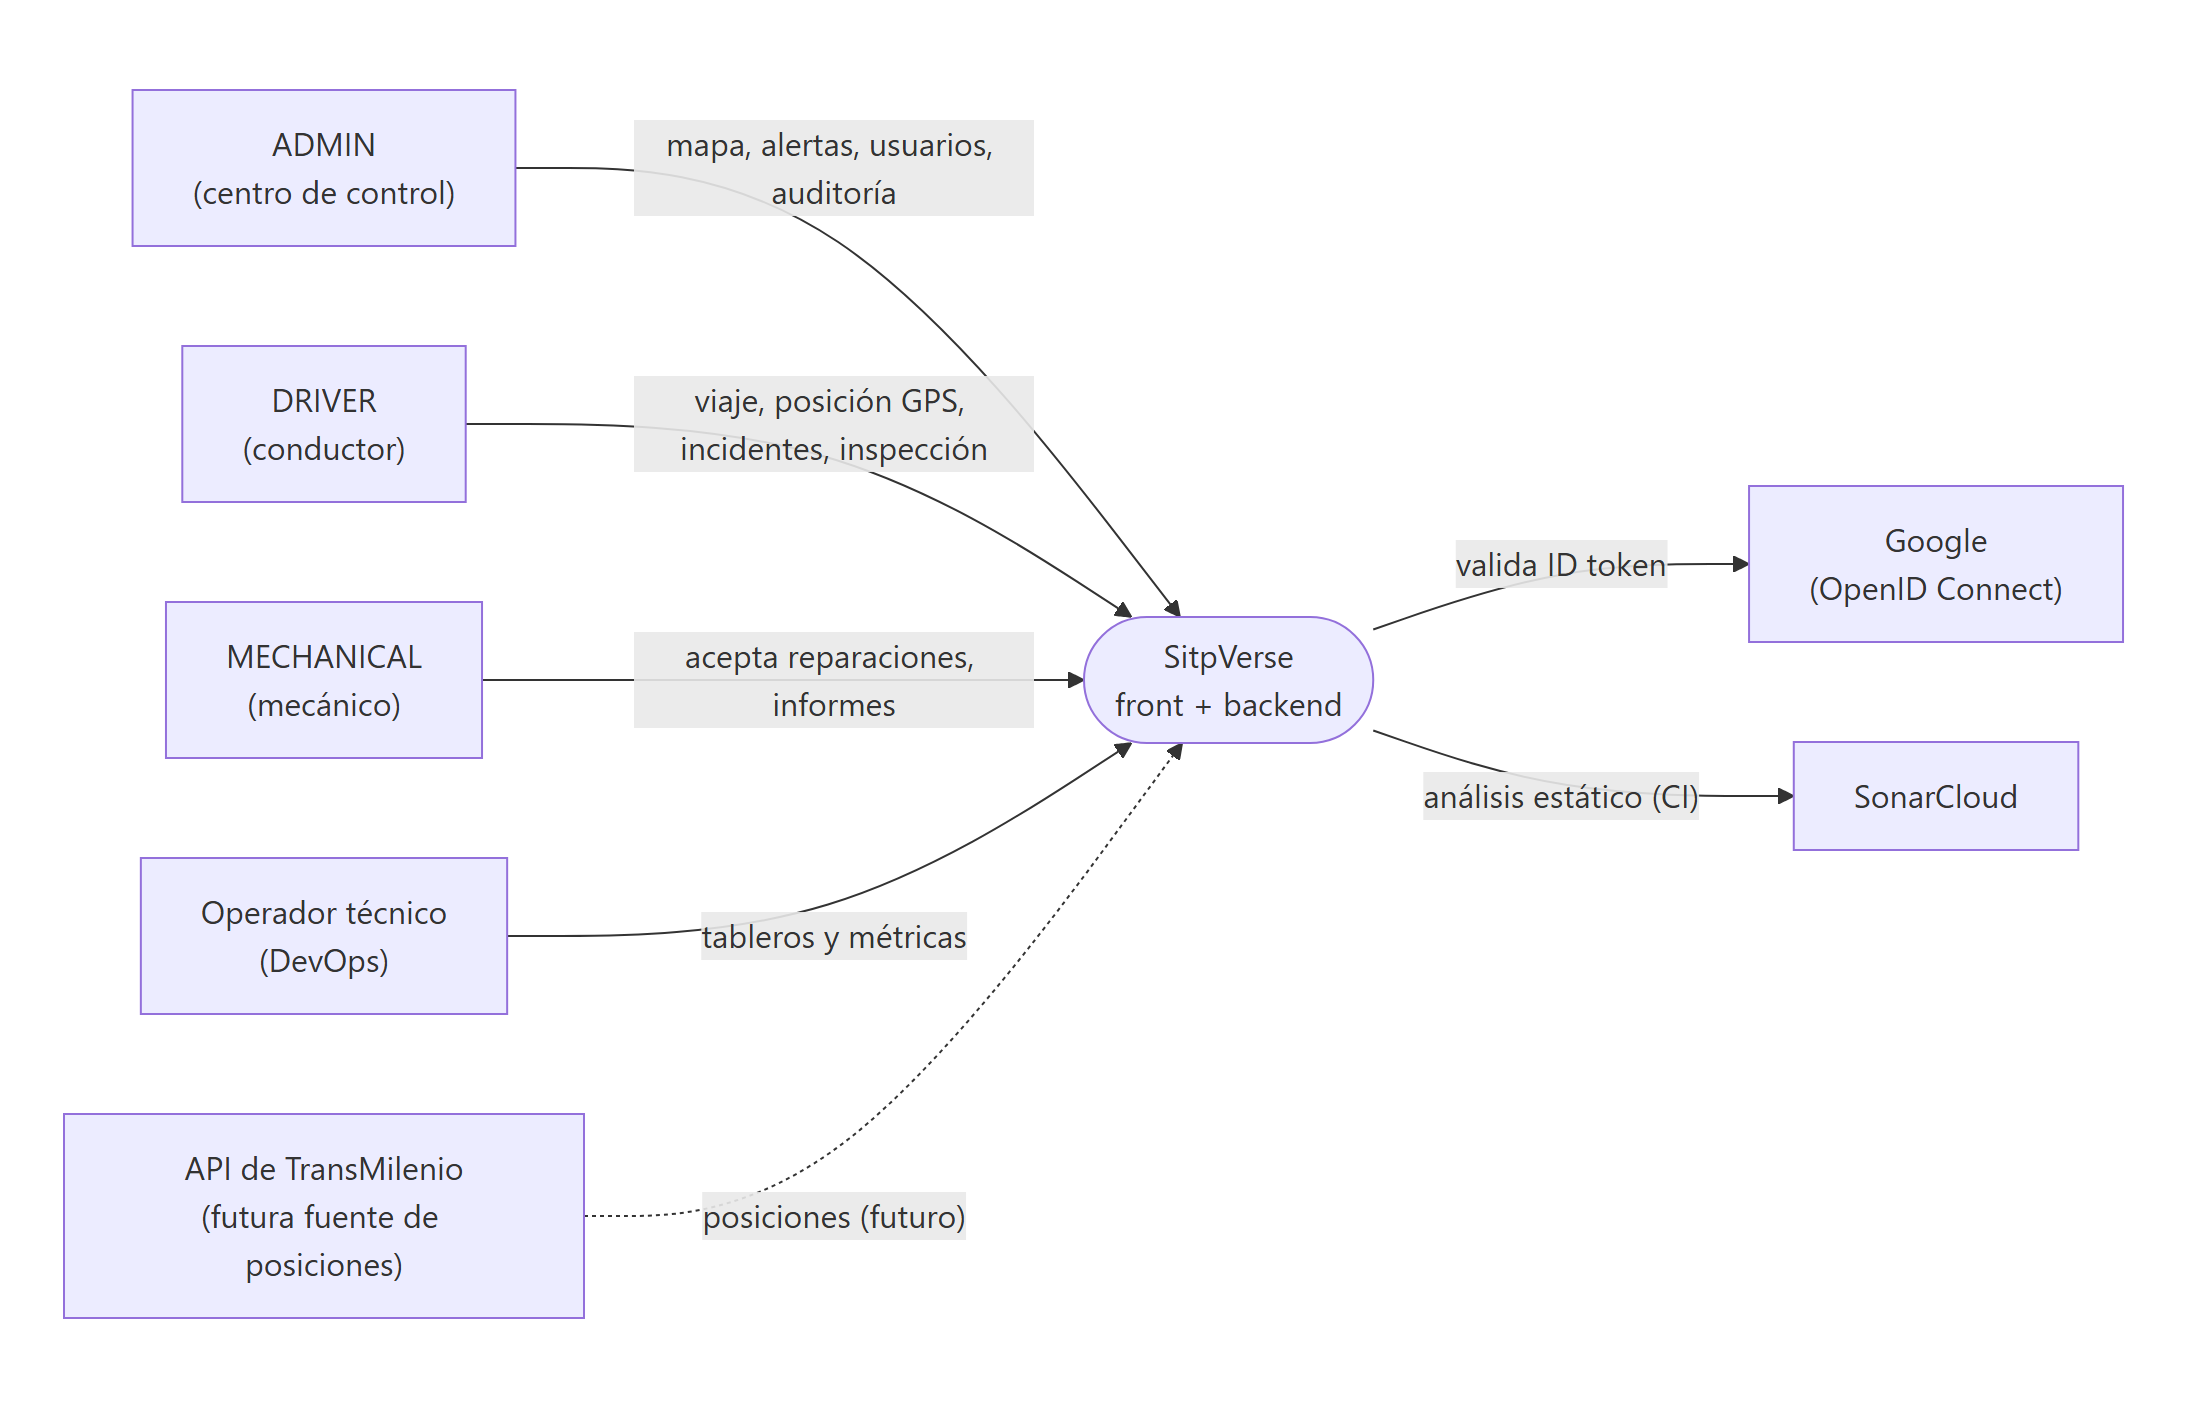 ADMIN
(centro de control)
mapa, alertas, usuarios,
auditoría
DRIVER
(conductor)
viaje, posición GPS,
incidentes, inspección
MECHANICAL
(mecánico)
acepta reparaciones,
informes
Operador técnico
(DevOps)
tableros y métricas
API de TransMilenio
(futura fuente de
posiciones)
posiciones (futuro)
SitpVerse
front + backend
valida ID token
Google
(OpenID Connect)
análisis estático (CI)
SonarCloud